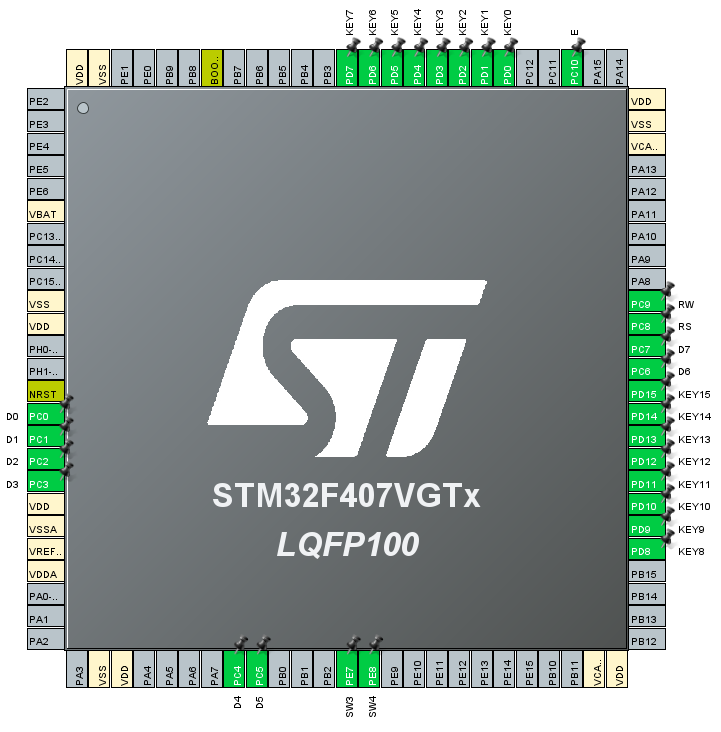 KEY7
KEY6
KEY5
KEY4
KEY3
KEY2
KEY1
KEY0
E
VDD
VSS
PE1
PE0
PB9
PB8
BOO..
PB7
PB6
PB5
PB4
PB3
PD7
PD6
PD5
PD4
PD3
PD2
PD1
PD0
PC12
PC11
PC10
PA15
PA14
PE2
PE3
PE4
PE5
PE6
VBAT
PC13..
PC14..
PC15..
VSS
VDD
PH0-..
PH1-..
NRST
D0 PC0
D1 PC1
D2 PC2
D3 PC3
VDD
VSSA
VREF..
VDDA
PA0-..
PA1
PA2
ST
STM32F407VGTx
LQFP100
VDD
VSS
VCA..
PA13
PA12
PA11
PA10
PA9
PA8
PC9 RW
PC8 RS
PC7 D7
PC6 D6
PD15 KEY15
PD14 KEY14
PD13 KEY13
PD12 KEY12
PD11 KEY11
PD10 KEY10
PD9 KEY9
PD8 KEY8
PB15
PB14
PB13
PB12
PA3
VSS
VDD
PA4
PA5
PA6
PA7
PC4
PC5
PB0
PB1
PB2
PE7
PE8
PE9
PE10
PE11
PE12
PE13
PE14
PE15
PB10
PB11
VCA..
VDD
D4
D5
SW3
SW4